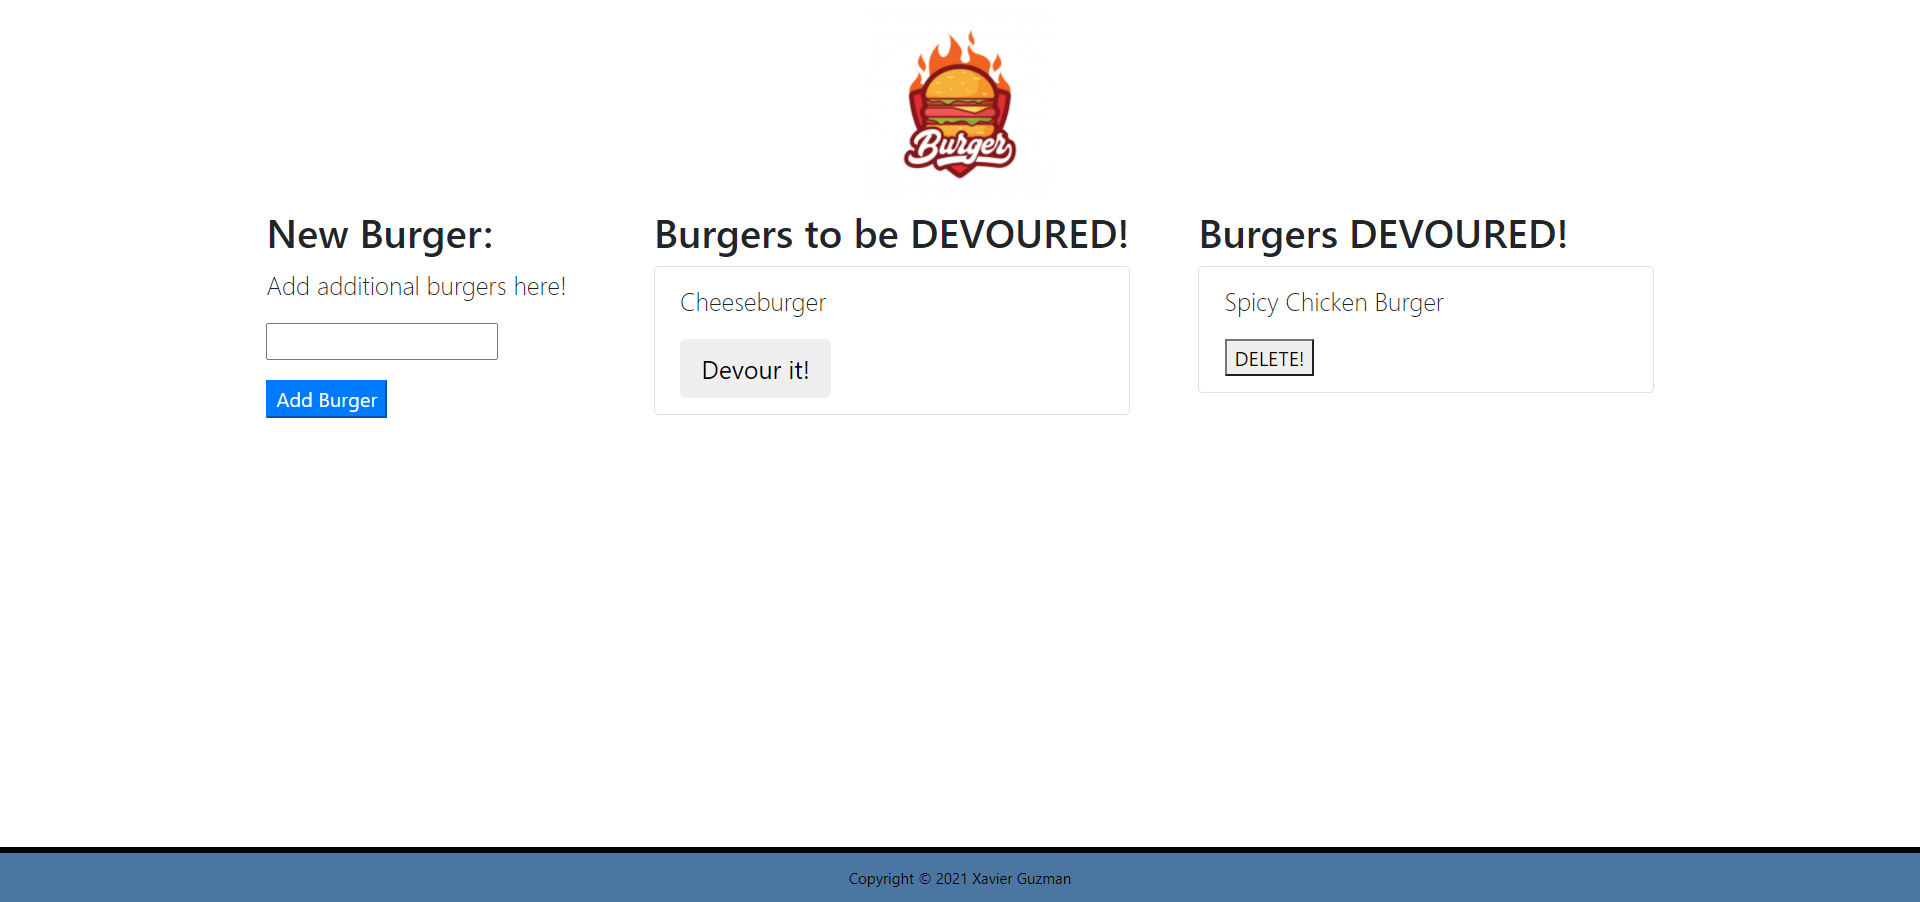 Burger
New Burger:
Add additional burgers here!
Add Burger
Burgers to be DEVOURED!
Cheeseburger
Devour it!
Burgers DEVOURED!
Spicy Chicken Burger
DELETE!
Copyright © 2021 Xavier Guzman